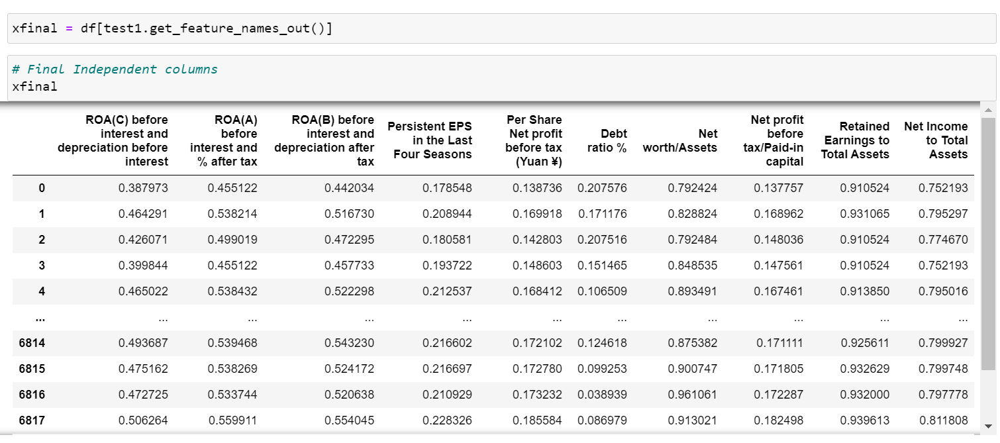 xfinal = df[test1.get_feature_names_out()]
# Final Independent columns
xfinal
ROA(C) before interest and depreciation before interest ROA(A) before interest and % after tax ROA(B) before interest and depreciation after tax Persistent EPS in the Last Four Seasons Per Share Net profit before tax (Yuan ¥) Debt ratio % Net worth/Assets Net profit before tax/Paid-in capital Retained Earnings to Total Assets Net Income to Total Assets
0 0.387973 0.455122 0.442034 0.178548 0.138736 0.207576 0.792424 0.137757 0.910524 0.752193
1 0.464291 0.538214 0.516730 0.208944 0.169918 0.171176 0.828824 0.168962 0.931065 0.795297
2 0.426071 0.499019 0.472295 0.180581 0.142803 0.207516 0.792484 0.148036 0.910524 0.774670
3 0.399844 0.455122 0.457733 0.193722 0.148603 0.151465 0.848535 0.147561 0.910524 0.752193
4 0.465022 0.538432 0.522298 0.212537 0.168412 0.106509 0.893491 0.167461 0.913850 0.795016
... ... ... ... ... ... ... ... ... ... ...
6814 0.493687 0.539468 0.543230 0.216602 0.172102 0.124618 0.875382 0.171111 0.925611 0.799927
6815 0.475162 0.538269 0.524172 0.216697 0.172780 0.099253 0.900747 0.171805 0.932629 0.799748
6816 0.472725 0.533744 0.520638 0.210929 0.173232 0.038939 0.961061 0.172287 0.932000 0.797778
6817 0.506264 0.559911 0.554045 0.228326 0.185584 0.086979 0.913021 0.182498 0.939613 0.811808